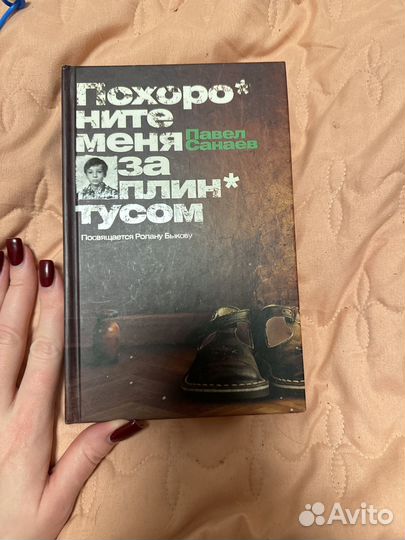 Похоро*
ните
меня
Павел
Санаев
за
плин*
тусом
Посвящается Ролану Быкову
Avito